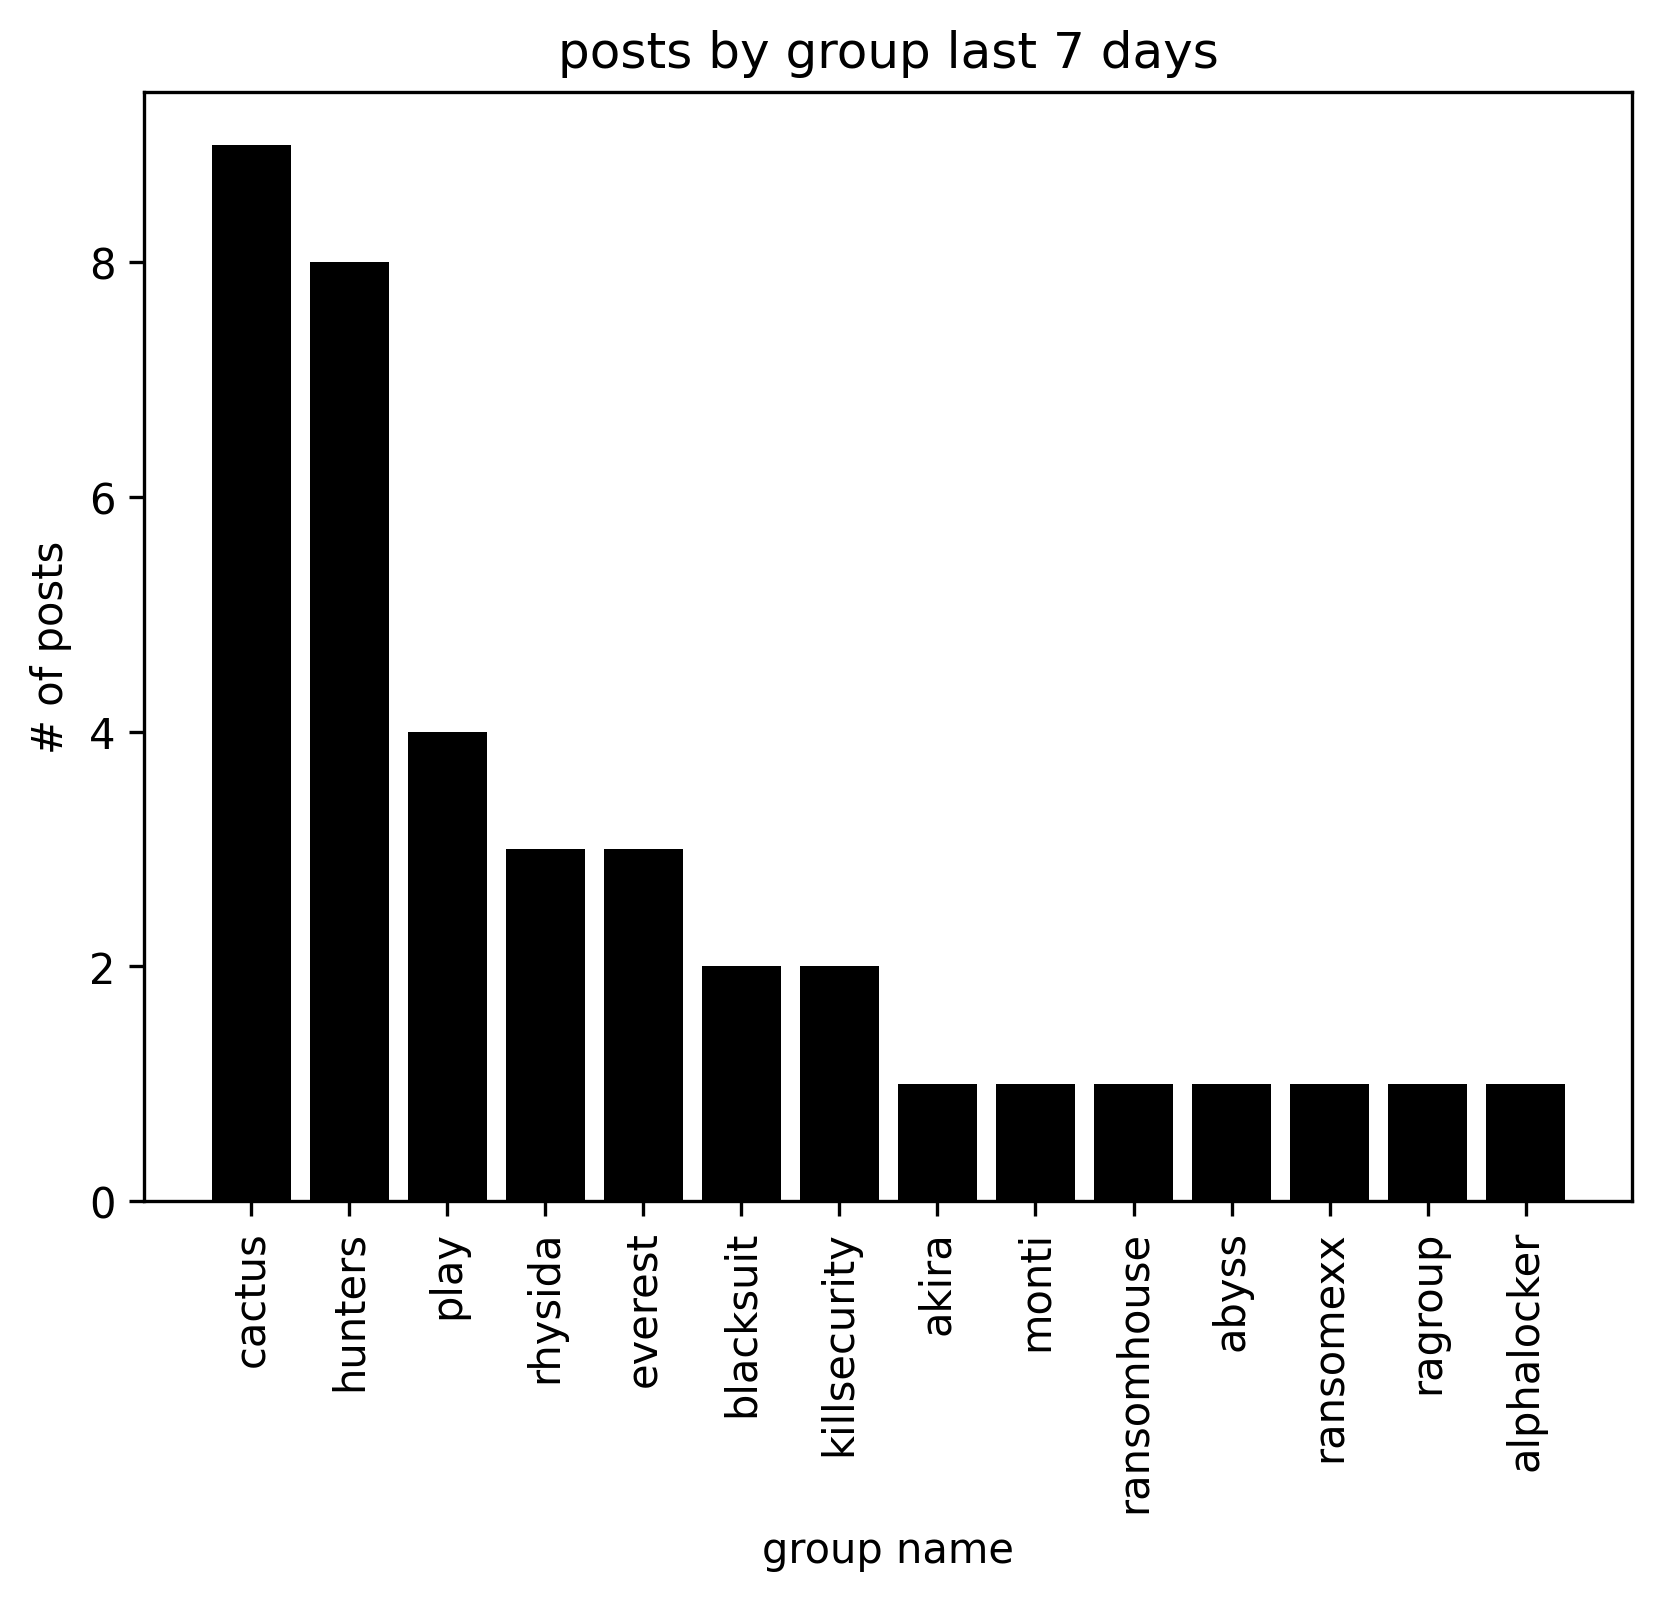 posts by group last 7 days
# of posts
8
6
4
2
0
cactus
hunters
play
rhysida
everest
blacksuit
killsecurity
akira
monti
ransomhouse
abyss
ransomexx
ragroup
alphalocker
group name